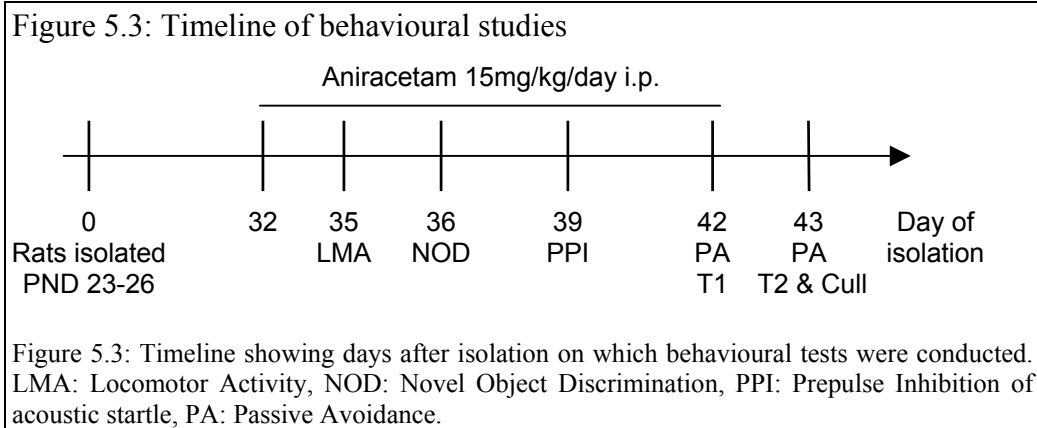 Figure 5.3: Timeline of behavioural studies
Aniracetam 15mg/kg/day i.p.
0 32 35 36 39 42 43 Day of
Rats isolated LMA NOD PPI PA PA isolation
PND 23-26 T1 T2 & Cull
Figure 5.3: Timeline showing days after isolation on which behavioural tests were conducted.
LMA: Locomotor Activity, NOD: Novel Object Discrimination, PPI: Prepulse Inhibition of
acoustic startle, PA: Passive Avoidance.